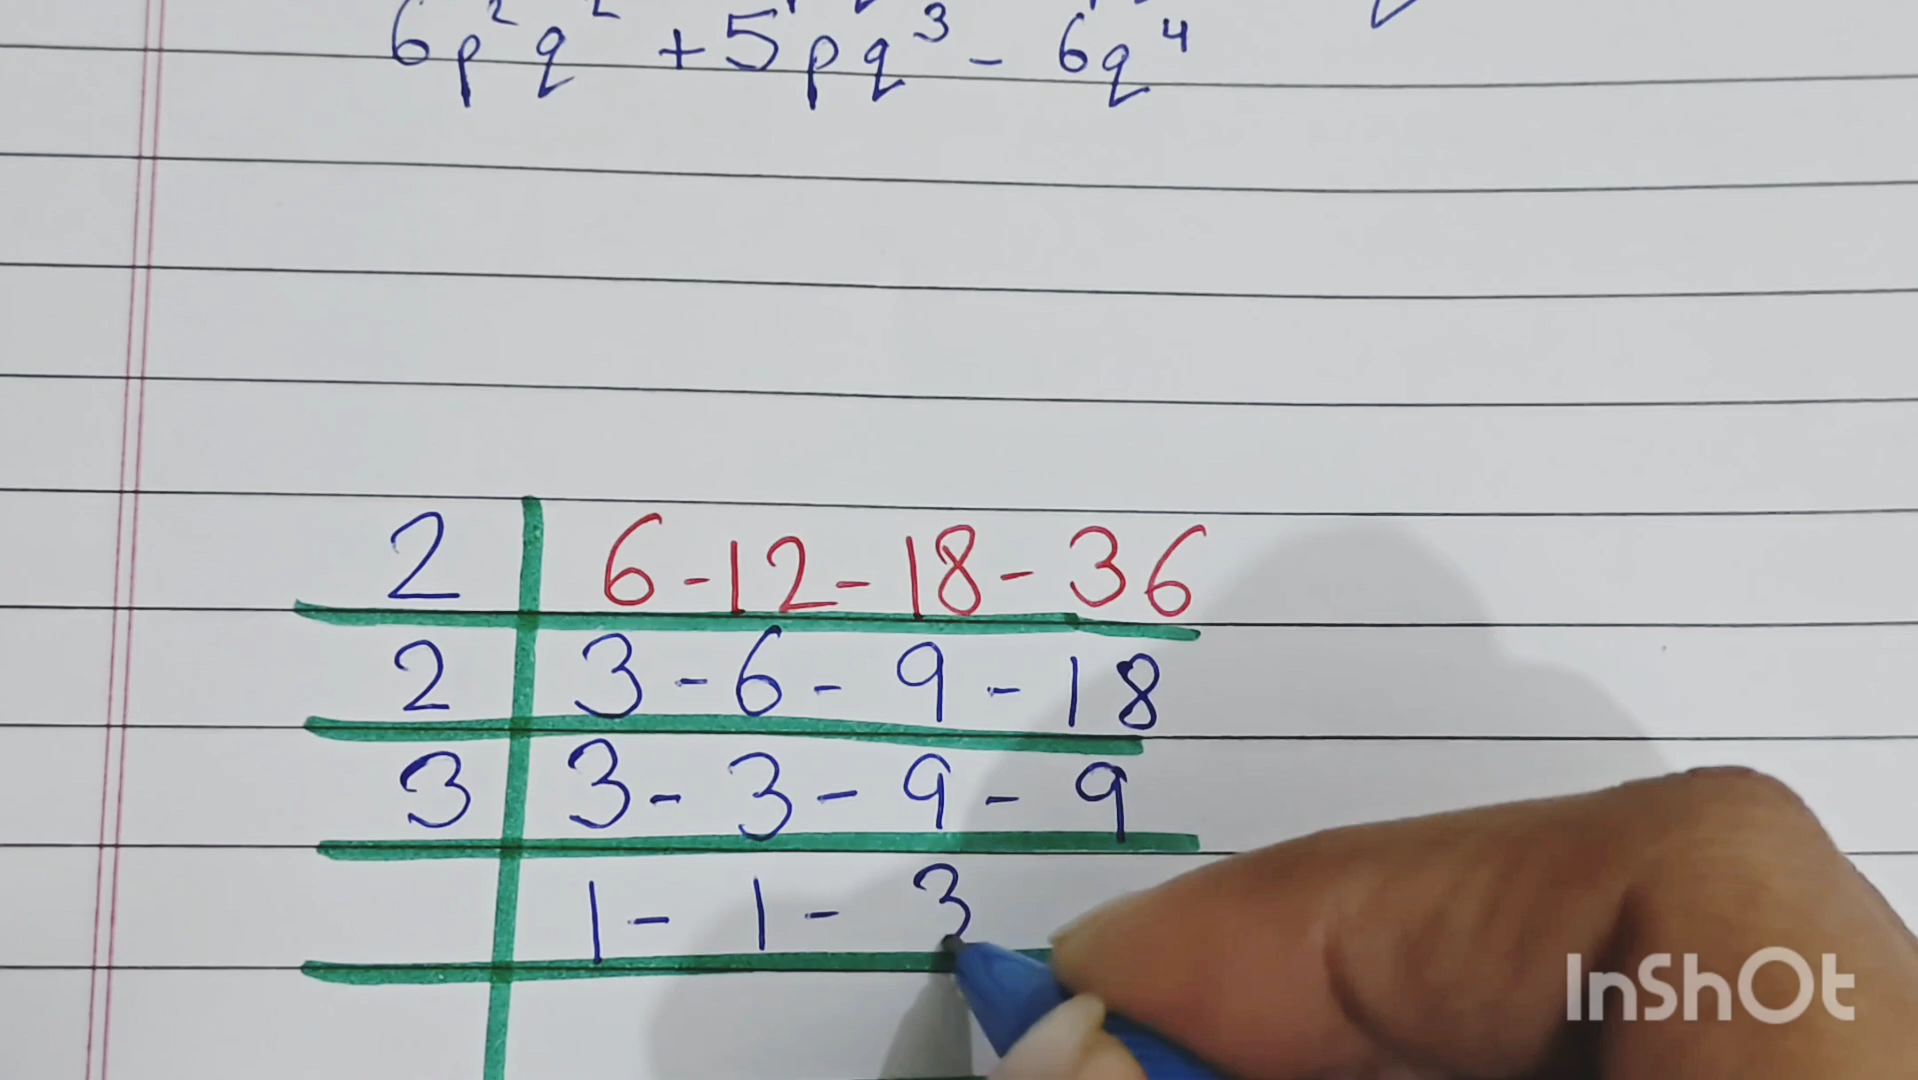 6p²q² + 5pq³ - 6q⁴
2 6 - 12 - 18 - 36
2 3 - 6 - 9 - 18
3 3 - 3 - 9 - 9
1 - 1 - 3
InShOt